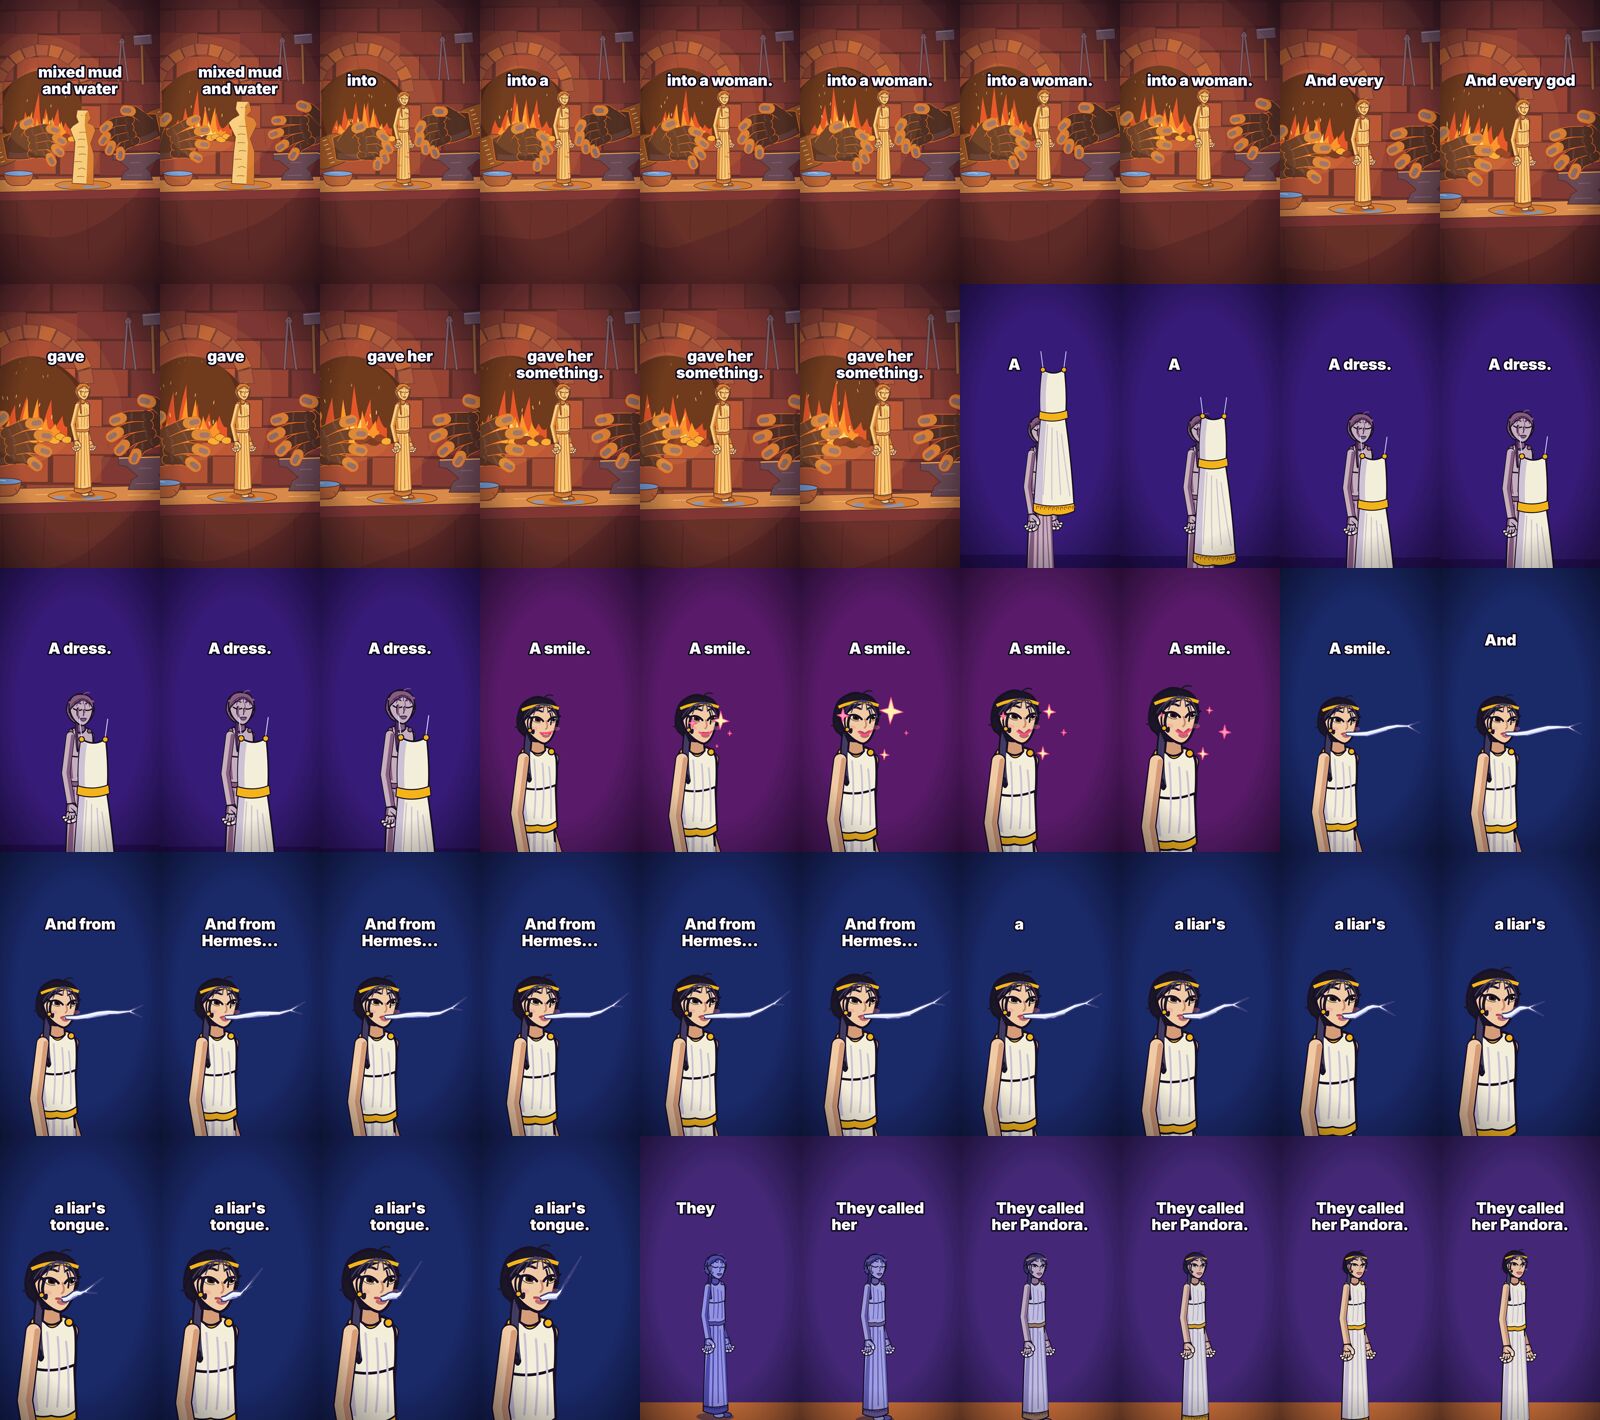 mixed mud
and water
mixed mud
and water
into
into a
into a woman.
into a woman.
into a woman.
into a woman.
And every
And every god
gave
gave
gave her
gave her
something.
gave her
something.
gave her
something.
A
A
A dress.
A dress.
A dress.
A dress.
A dress.
A smile.
A smile.
A smile.
A smile.
A smile.
A smile.
And
And from
And from
Hermes...
And from
Hermes...
And from
Hermes...
And from
Hermes...
And from
Hermes...
a
a liar's
a liar's
a liar's
a liar's
tongue.
a liar's
tongue.
a liar's
tongue.
a liar's
tongue.
They
They called
her
They called
her Pandora.
They called
her Pandora.
They called
her Pandora.
They called
her Pandora.